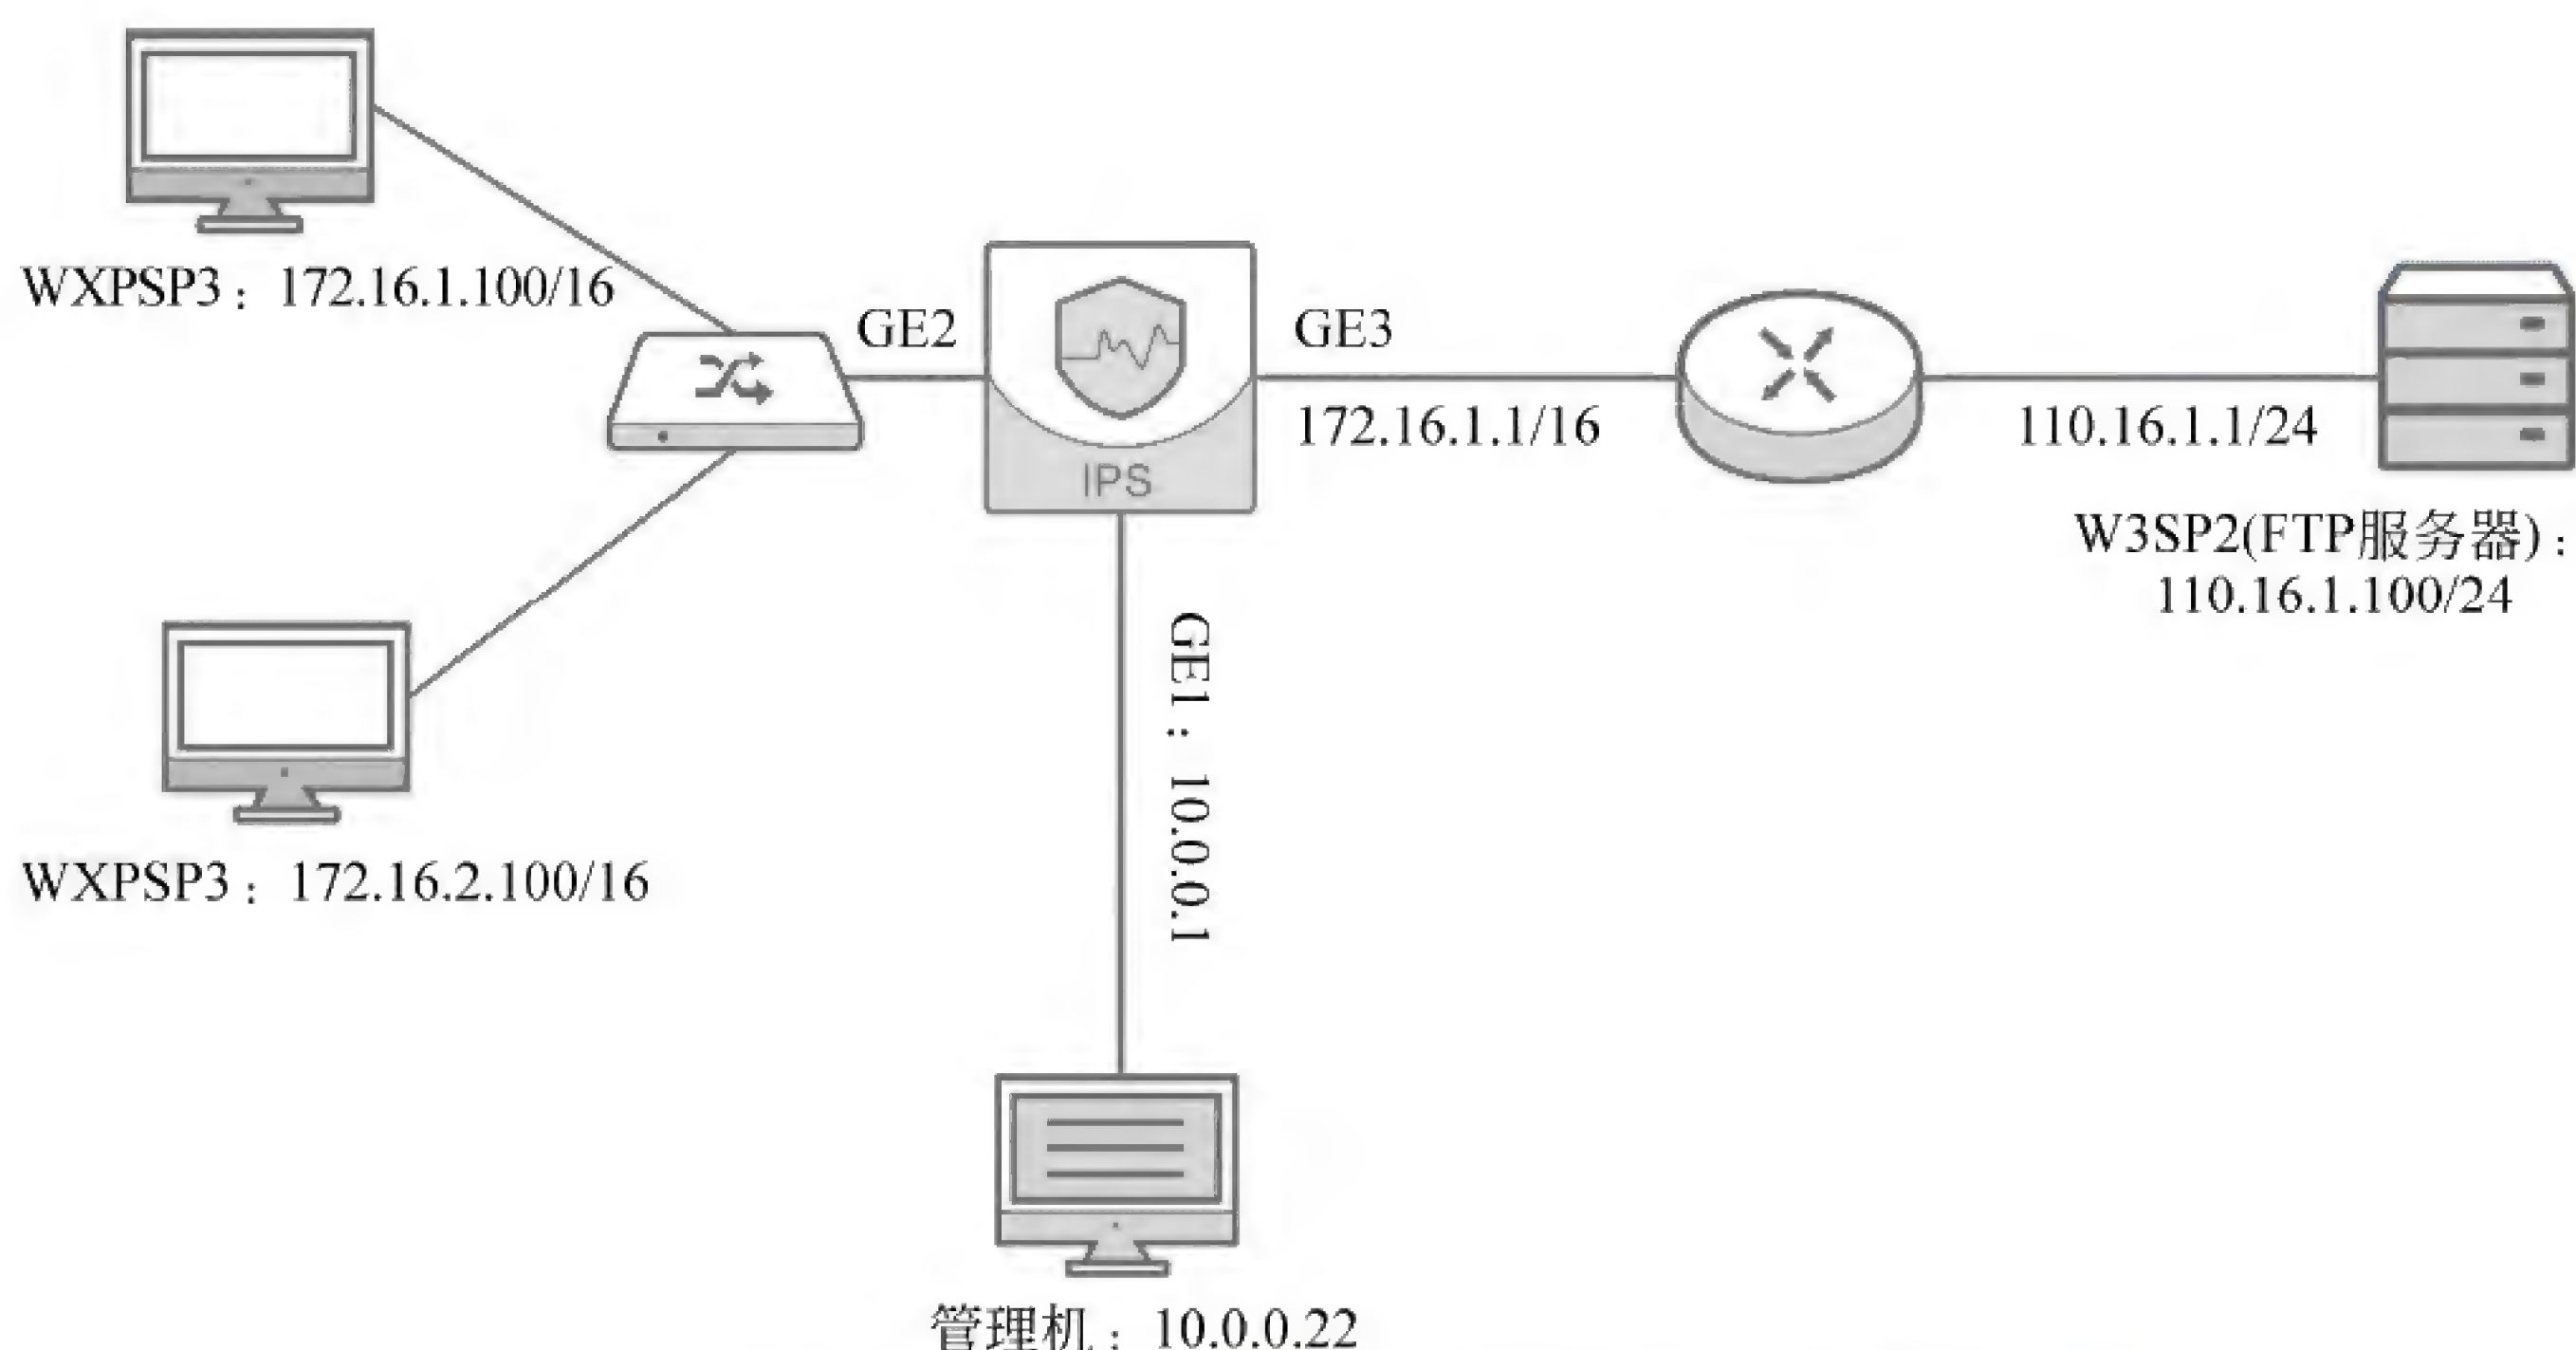 WXPSP3：172.16.1.100/16
GE2
GE3
172.16.1.1/16
110.16.1.1/24
IPS
W3SP2(FTP服务器)：
110.16.1.100/24
GE1：10.0.0.1
WXPSP3：172.16.2.100/16
管理机：10.0.0.22